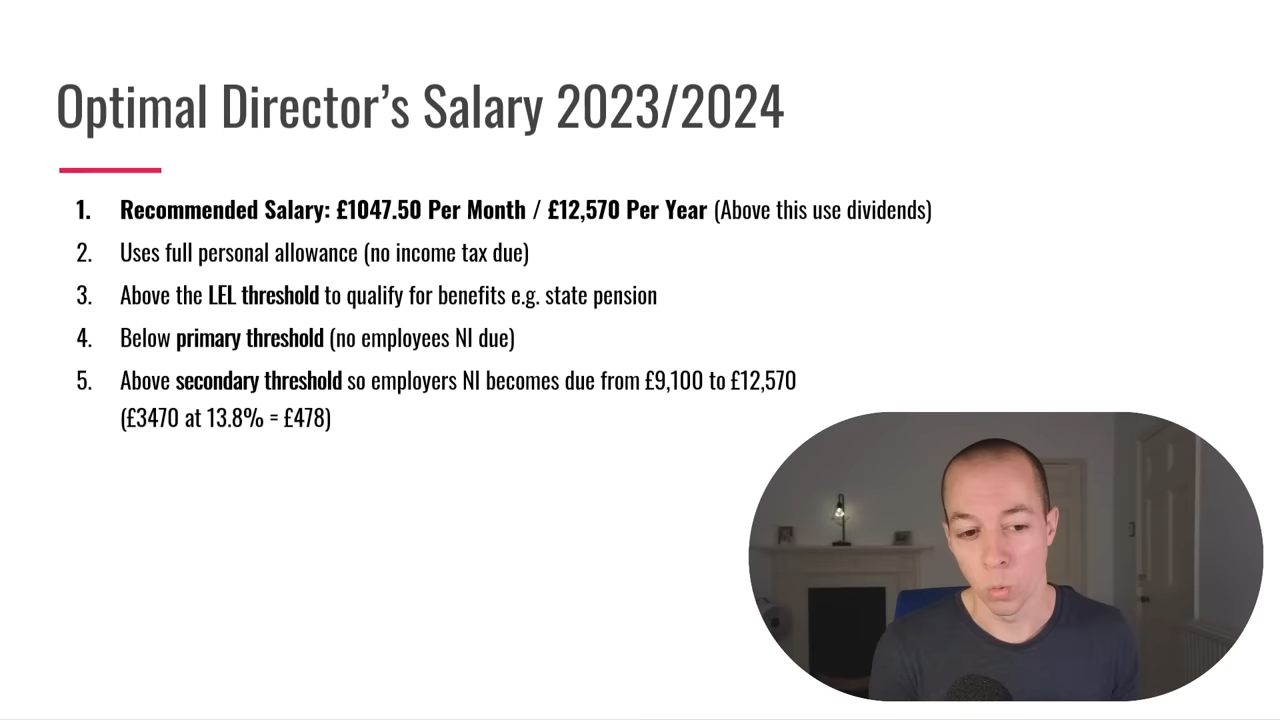 Optimal Director’s Salary 2023/2024
1. Recommended Salary: £1047.50 Per Month / £12,570 Per Year (Above this use dividends)
2. Uses full personal allowance (no income tax due)
3. Above the LEL threshold to qualify for benefits e.g. state pension
4. Below primary threshold (no employees NI due)
5. Above secondary threshold so employers NI becomes due from £9,100 to £12,570
(£3470 at 13.8% = £478)